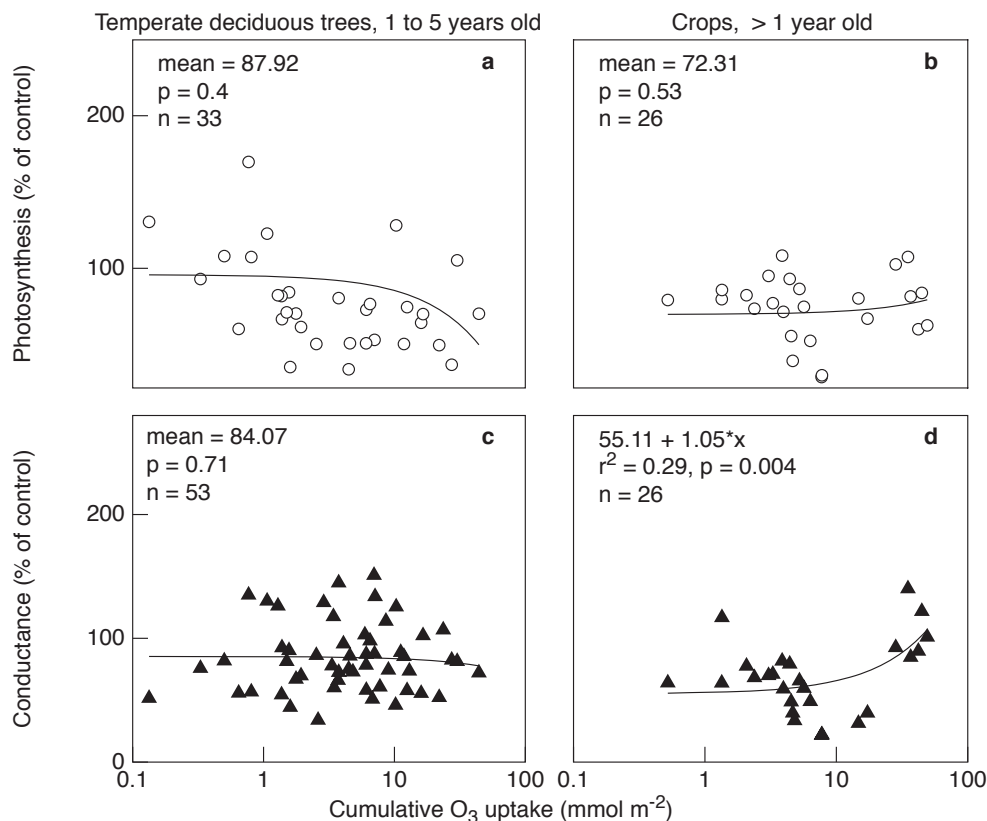 Temperate deciduous trees, 1 to 5 years old
Crops, > 1 year old
Photosynthesis (% of control)
200
100
mean = 87.92
p = 0.4
n = 33
a
mean = 72.31
p = 0.53
n = 26
b
Conductance (% of control)
200
100
0
mean = 84.07
p = 0.71
n = 53
c
55.11 + 1.05*x
r² = 0.29, p = 0.004
n = 26
d
0.1 1 10 100 0.1 1 10 100
Cumulative O₃ uptake (mmol m⁻²)